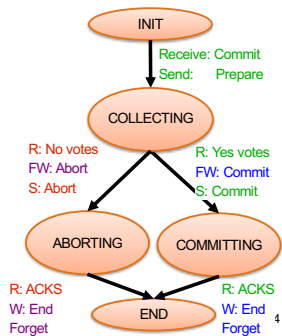 INIT
Receive: Commit
Send: Prepare
COLLECTING
R: No votes
FW: Abort
S: Abort
R: Yes votes
FW: Commit
S: Commit
ABORTING
COMMITTING
R: ACKS
W: End
Forget
R: ACKS
W: End
Forget
END
4